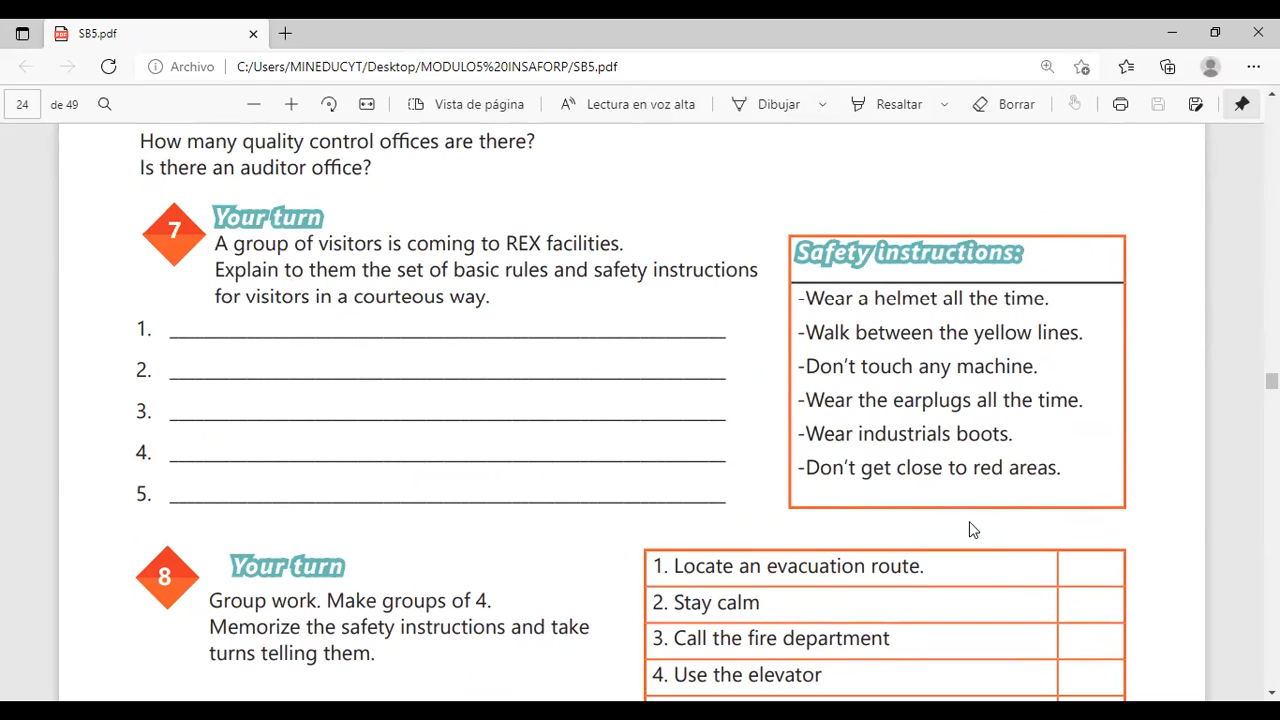 SB5.pdf
Archivo
C:/Users/MINEDUCYT/Desktop/MODULO5%20INSAFORP/SB5.pdf
24 de 49
Vista de página
Lectura en voz alta
Dibujar
Resaltar
Borrar
How many quality control offices are there?
Is there an auditor office?
7
Your turn
A group of visitors is coming to REX facilities.
Explain to them the set of basic rules and safety instructions
for visitors in a courteous way.
1. ____________________
2. ____________________
3. ____________________
4. ____________________
5. ____________________
Safety instructions:
-Wear a helmet all the time.
-Walk between the yellow lines.
-Don't touch any machine.
-Wear the earplugs all the time.
-Wear industrials boots.
-Don't get close to red areas.
8
Your turn
Group work. Make groups of 4.
Memorize the safety instructions and take
turns telling them.
1. Locate an evacuation route.
2. Stay calm
3. Call the fire department
4. Use the elevator